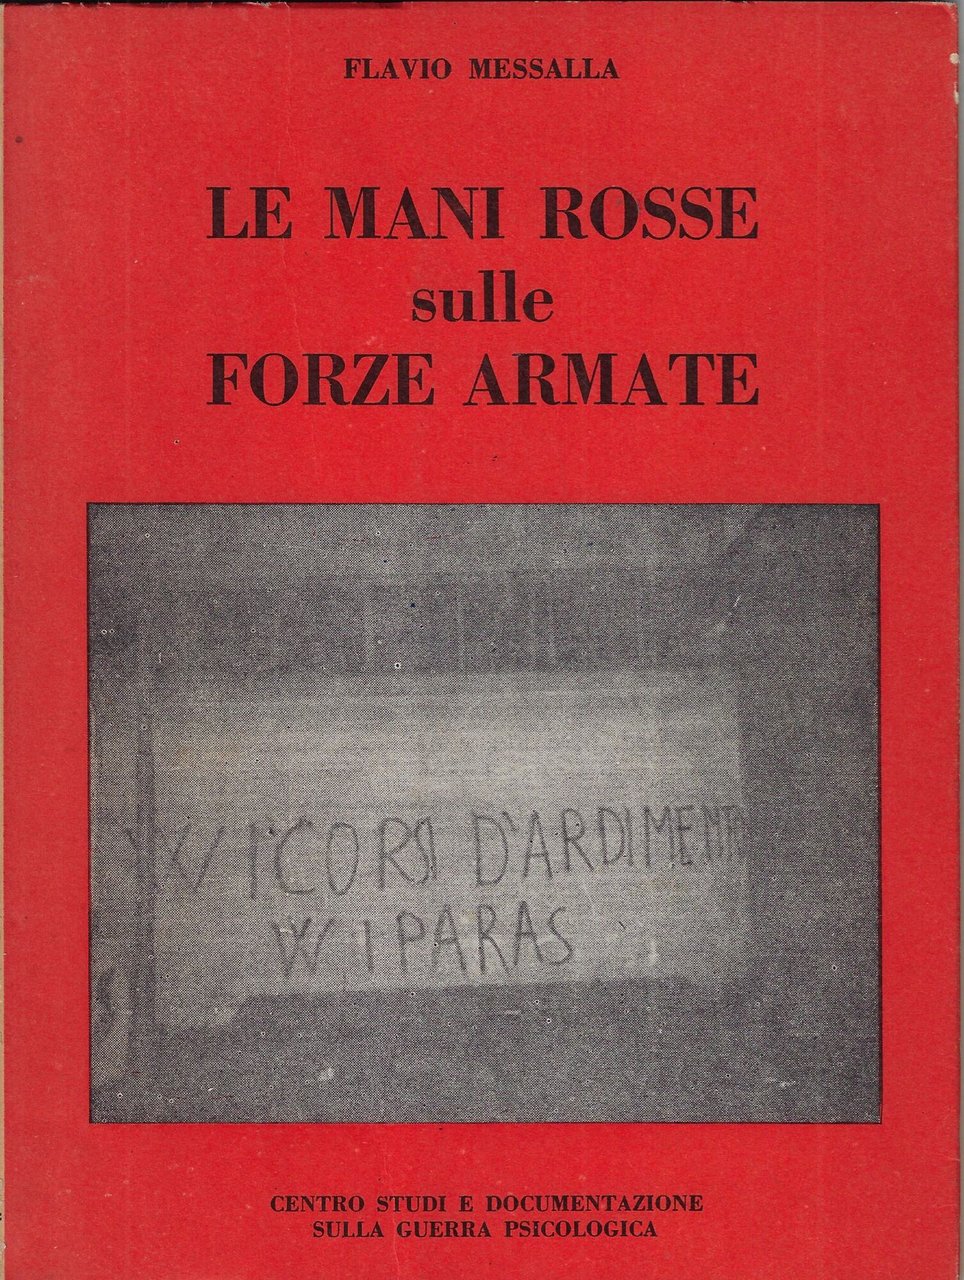 FLAVIO MESSALLA
LE MANI ROSSE
sulle
FORZE ARMATE
W I CORSI D'ARDIMENTO
W I PARAS
CENTRO STUDI E DOCUMENTAZIONE
SULLA GUERRA PSICOLOGICA